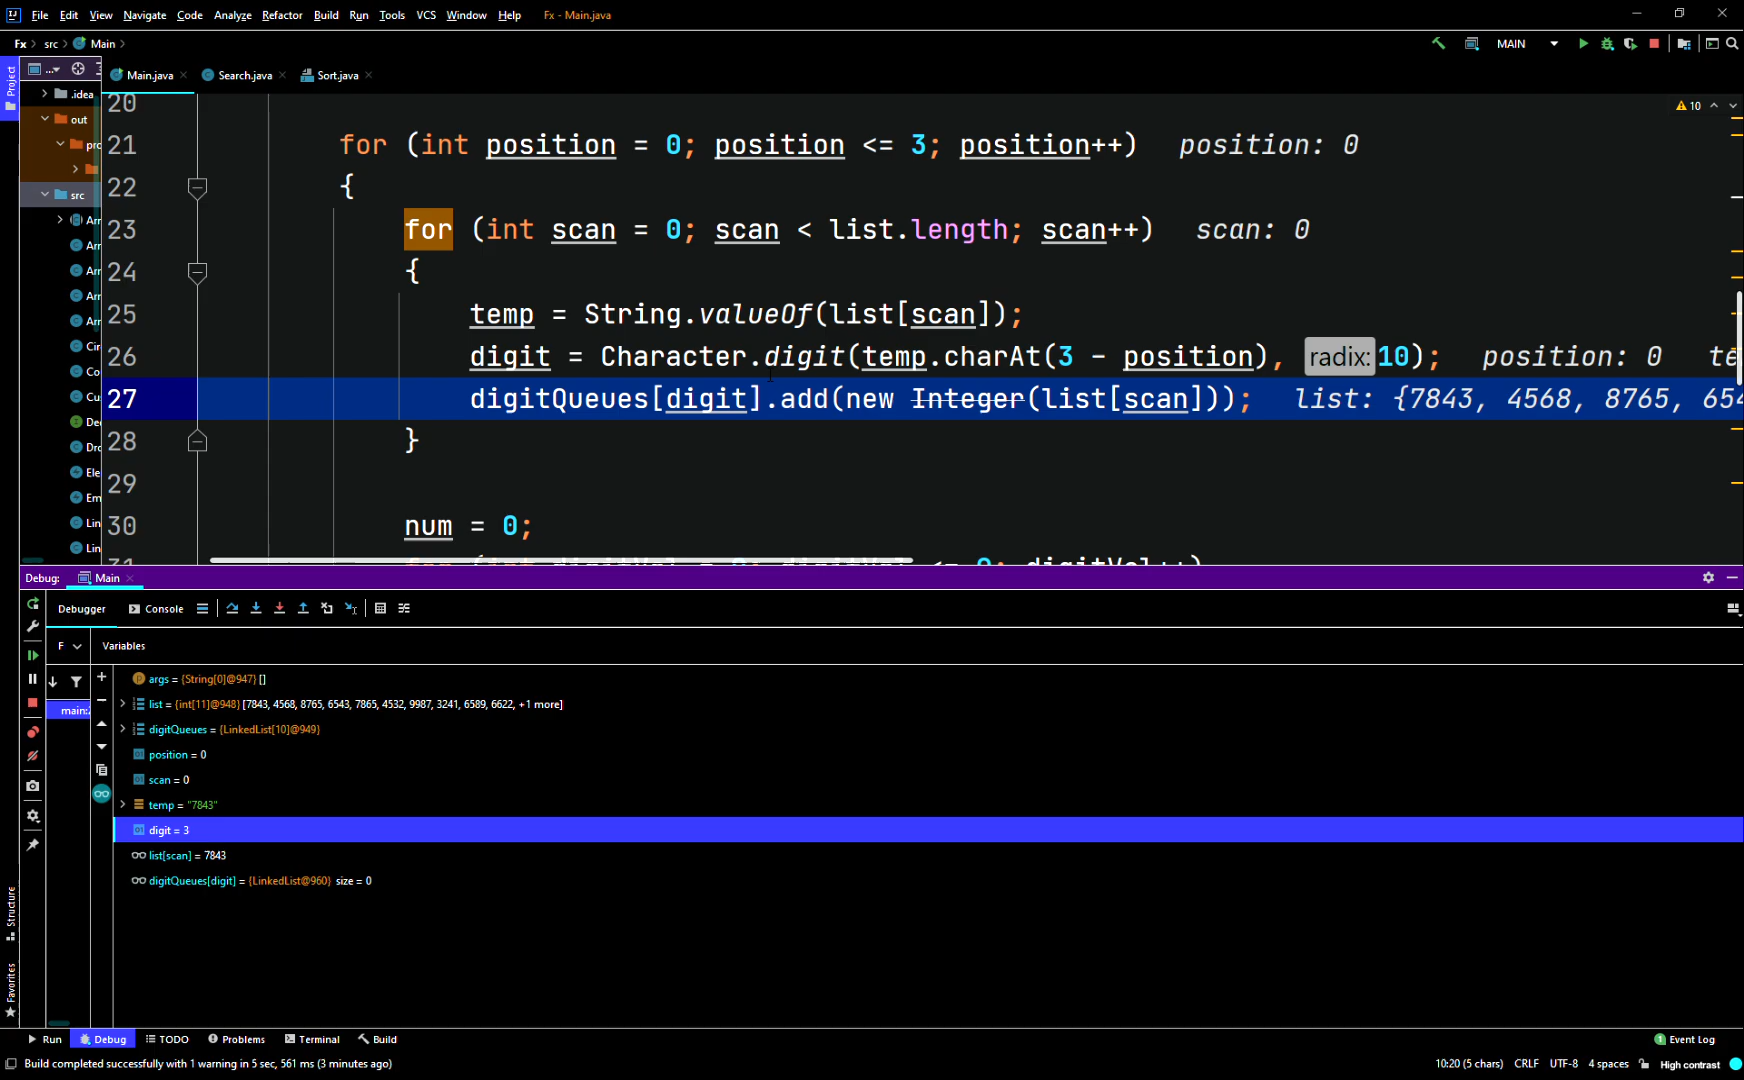 File Edit View Navigate Code Analyze Refactor Build Run Tools VCS Window Help Fx - Main.java
Fx src Main MAIN
Project
Main.java Search.java Sort.java
.idea
out
src
10
20
21 for (int position = 0; position <= 3; position++) position: 0
22 {
23 for (int scan = 0; scan < list.length; scan++) scan: 0
24 {
25 temp = String.valueOf(list[scan]);
26 digit = Character.digit(temp.charAt(3 - position), radix: 10); position: 0 te
27 digitQueues[digit].add(new Integer(list[scan])); list: {7843, 4568, 8765, 654
28 }
29
30 num = 0;
Debug: Main
Debugger Console
F Variables
args = {String[0]@947} []
list = {int[11]@948} [7843, 4568, 8765, 6543, 7865, 4532, 9987, 3241, 6589, 6622, +1 more]
main:
digitQueues = {LinkedList[10]@949}
position = 0
scan = 0
temp = "7843"
digit = 3
list[scan] = 7843
digitQueues[digit] = {LinkedList@960} size = 0
Structure
Favorites
Run Debug TODO Problems Terminal Build Event Log
Build completed successfully with 1 warning in 5 sec, 561 ms (3 minutes ago) 10:20 (5 chars) CRLF UTF-8 4 spaces High contrast